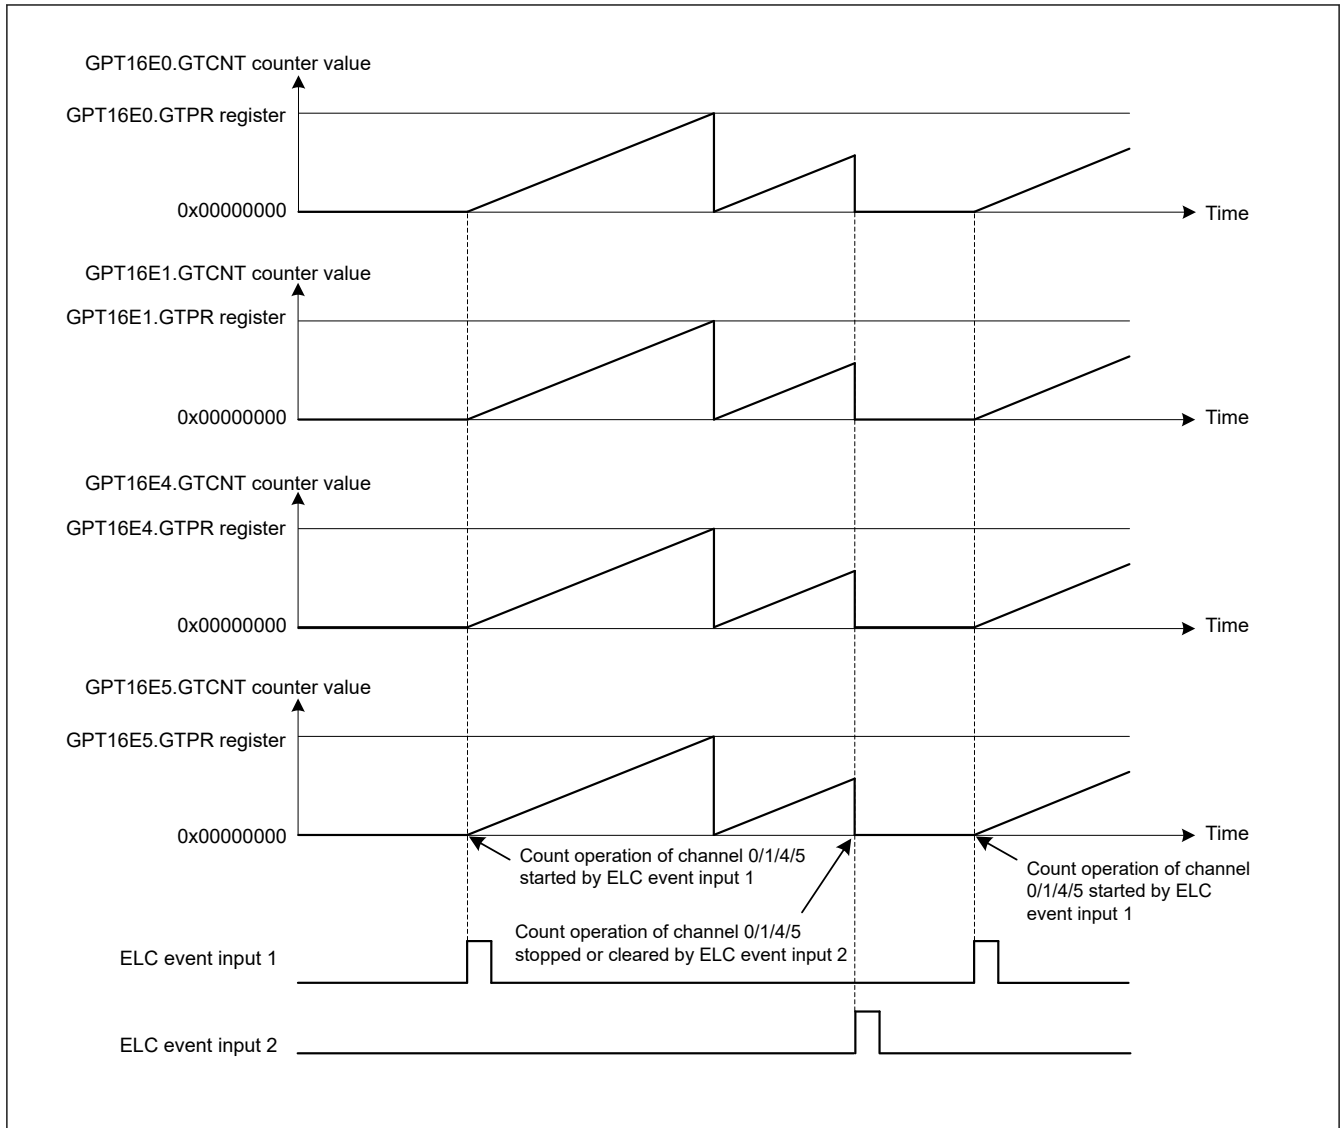 GPT16E0.GTCNT counter value
GPT16E0.GTPR register
0x00000000
Time
GPT16E1.GTCNT counter value
GPT16E1.GTPR register
0x00000000
Time
GPT16E4.GTCNT counter value
GPT16E4.GTPR register
0x00000000
Time
GPT16E5.GTCNT counter value
GPT16E5.GTPR register
0x00000000
Time
Count operation of channel 0/1/4/5
started by ELC event input 1
Count operation of channel
0/1/4/5 started by ELC
event input 1
Count operation of channel 0/1/4/5
stopped or cleared by ELC event input 2
ELC event input 1
ELC event input 2